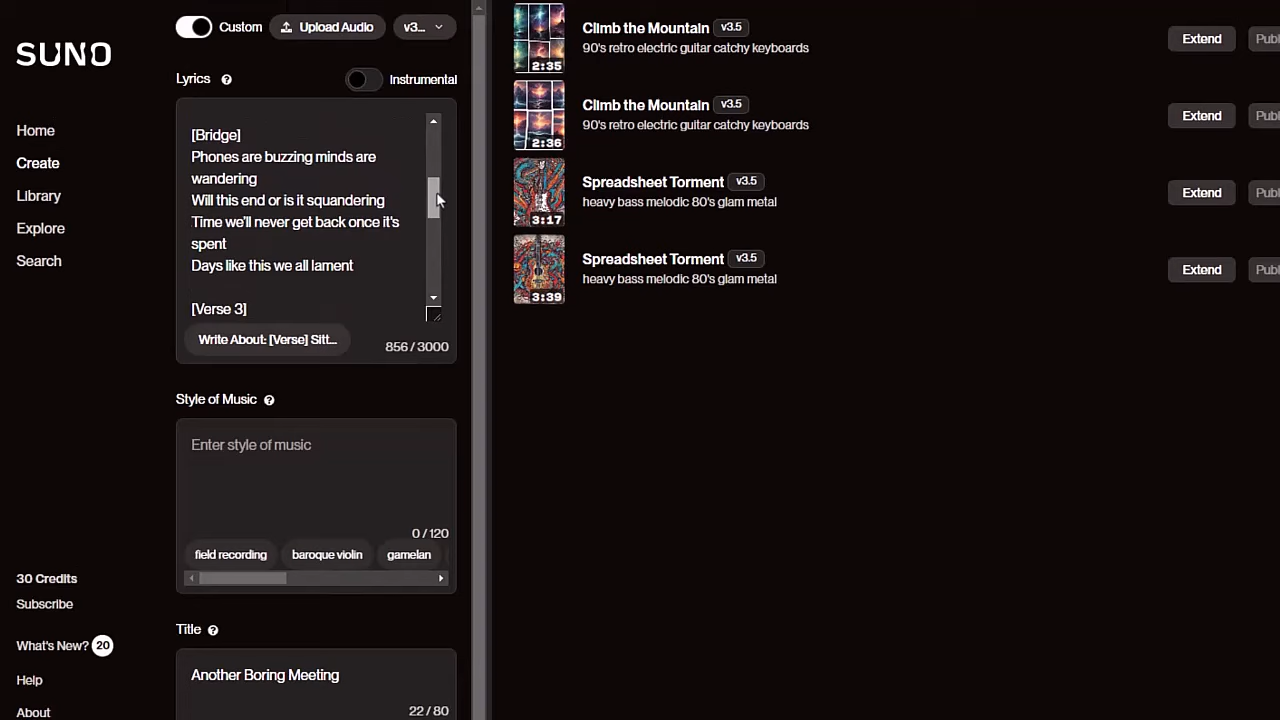 SUNO
Home
Create
Library
Explore
Search
30 Credits
Subscribe
What's New? 20
Help
About
Custom
Upload Audio
v3...
Lyrics
Instrumental
[Bridge]
Phones are buzzing minds are
wandering
Will this end or is it squandering
Time we'll never get back once it's
spent
Days like this we all lament
[Verse 3]
Write About: [Verse] Sitt...
856 / 3000
Style of Music
Enter style of music
0 / 120
field recording
baroque violin
gamelan
Title
Another Boring Meeting
22 / 80
2:35
Climb the Mountain v3.5
90's retro electric guitar catchy keyboards
Extend
Publ
2:36
Climb the Mountain v3.5
90's retro electric guitar catchy keyboards
Extend
Publ
3:17
Spreadsheet Torment v3.5
heavy bass melodic 80's glam metal
Extend
Publ
3:39
Spreadsheet Torment v3.5
heavy bass melodic 80's glam metal
Extend
Publ